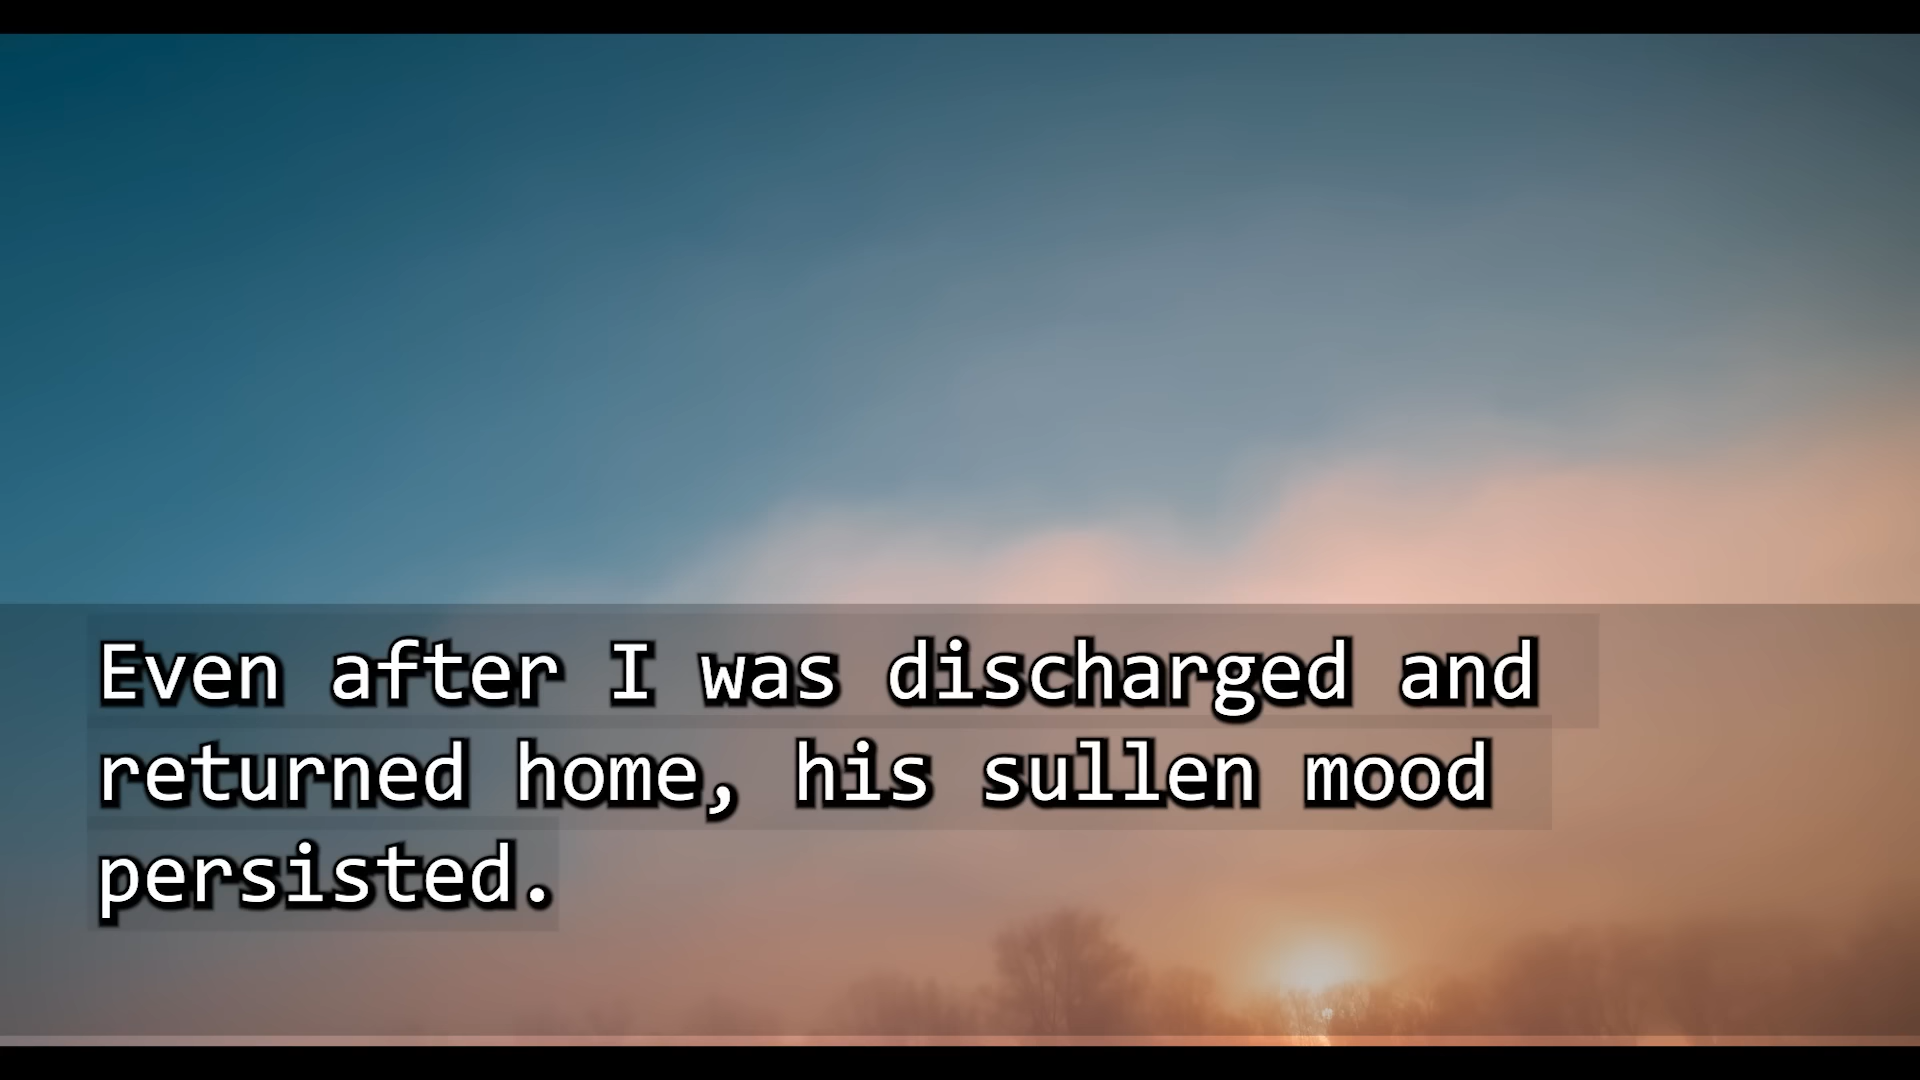 Even after I was discharged and
returned home, his sullen mood
persisted.